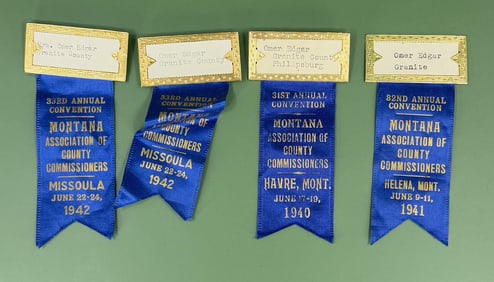 Mrs. Omer Edgar
Granite County
33RD ANNUAL
CONVENTION
MONTANA
ASSOCIATION OF
COUNTY
COMMISSIONERS
MISSOULA
JUNE 22-24,
1942
Omer Edgar
Granite County
33RD ANNUAL
CONVENTION
MONTANA
OF
COUNTY
COMMISSIONERS
MISSOULA
JUNE 22-24,
1942
Omer Edgar
Granite County
Philipsburg
31ST ANNUAL
CONVENTION
MONTANA
ASSOCIATION OF
COUNTY
COMMISSIONERS
HAVRE, MONT.
JUNE 17-19,
1940
Omer Edgar
Granite
32ND ANNUAL
CONVENTION
MONTANA
ASSOCIATION OF
COUNTY
COMMISSIONERS
HELENA, MONT.
JUNE 9-11,
1941